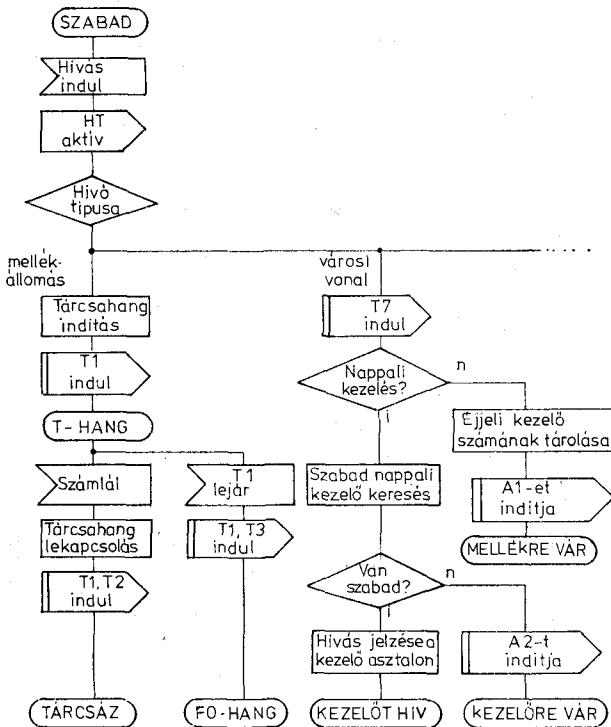 SZABAD
Hívás
indul
HT
aktív
Hívó
típusa
mellék-
állomás
városi
vonal
Tárcsahang
indítás
T7
indul
T1
indul
Nappali
kezelés?
n
i
T-HANG
Éjjeli kezelő
számának tárolása
Számlál
T1
lejár
Szabad nappali
kezelő keresés
A1-et
indítja
Tárcsahang
lekapcsolás
T1, T3
indul
MELLÉKRE VÁR
T1, T2
indul
Van
szabad?
n
i
Hívás jelzése a
kezelő asztalon
A2-t
indítja
TÁRCSÁZ
FO-HANG
KEZELŐT HÍV
KEZELŐRE VÁR